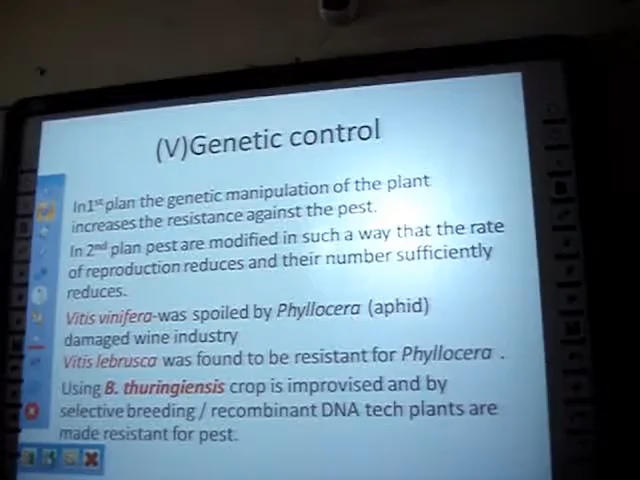 (V)Genetic control
In1st plan the genetic manipulation of the plant
increases the resistance against the pest.
In 2nd plan pest are modified in such a way that the rate
of reproduction reduces and their number sufficiently
reduces.
Vitis vinifera-was spoiled by Phyllocera (aphid)
damaged wine industry
Vitis lebrusca was found to be resistant for Phyllocera .
Using B. thuringiensis crop is improvised and by
selective breeding / recombinant DNA tech plants are
made resistant for pest.